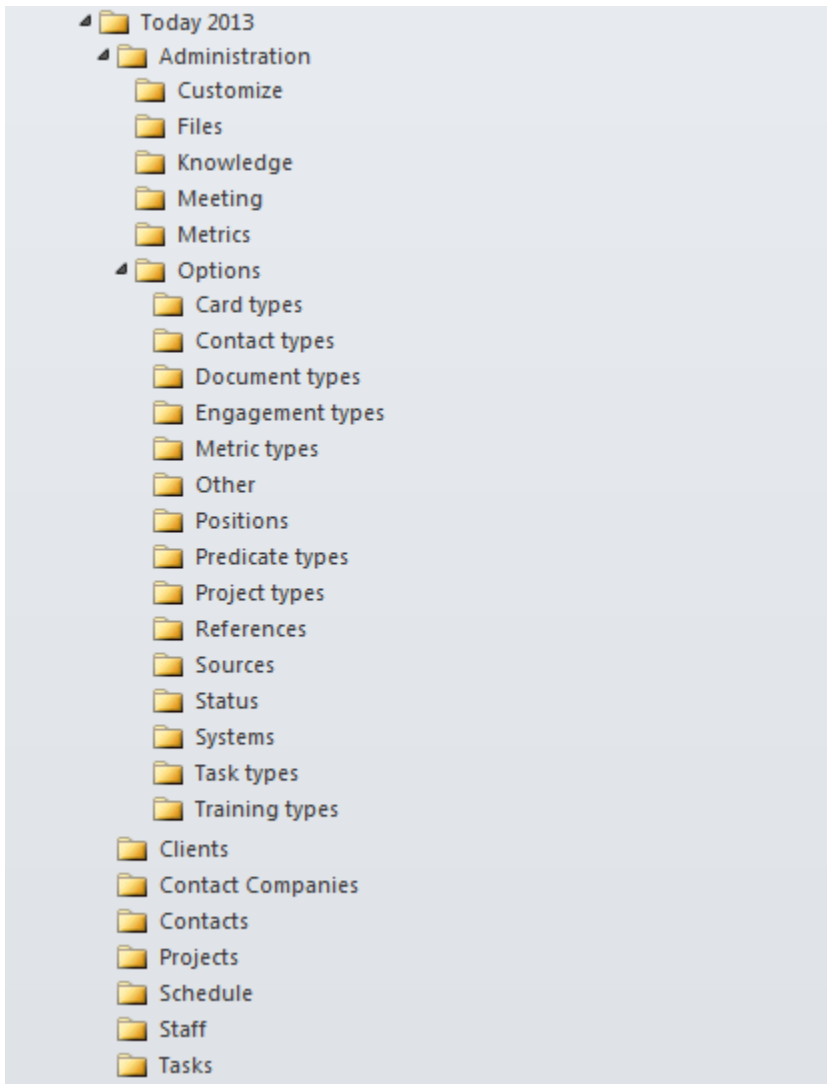 Today 2013
Administration
Customize
Files
Knowledge
Meeting
Metrics
Options
Card types
Contact types
Document types
Engagement types
Metric types
Other
Positions
Predicate types
Project types
References
Sources
Status
Systems
Task types
Training types
Clients
Contact Companies
Contacts
Projects
Schedule
Staff
Tasks